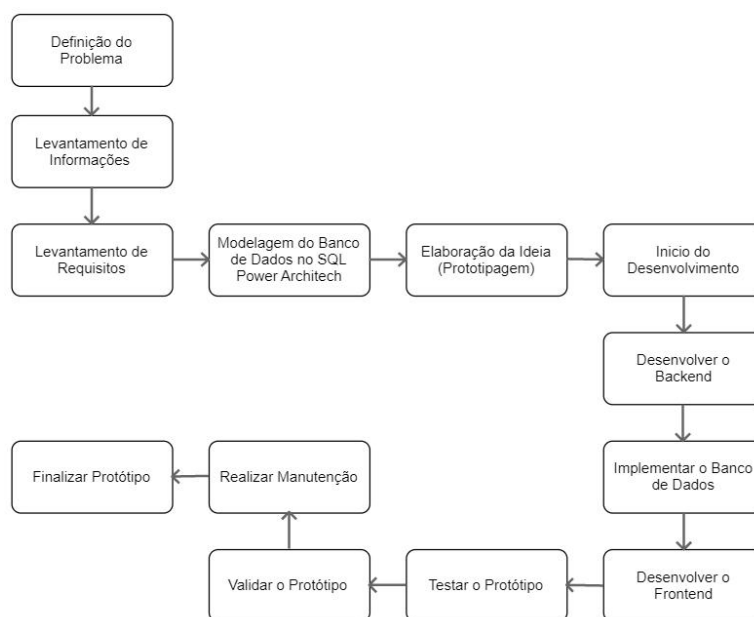 Definição do
Problema
Levantamento de
Informações
Levantamento de
Requisitos
Modelagem do Banco
de Dados no SQL
Power Architech
Elaboração da Ideia
(Prototipagem)
Inicio do
Desenvolvimento
Desenvolver o
Backend
Implementar o Banco
de Dados
Desenvolver o
Frontend
Testar o Protótipo
Validar o Protótipo
Realizar Manutenção
Finalizar Protótipo